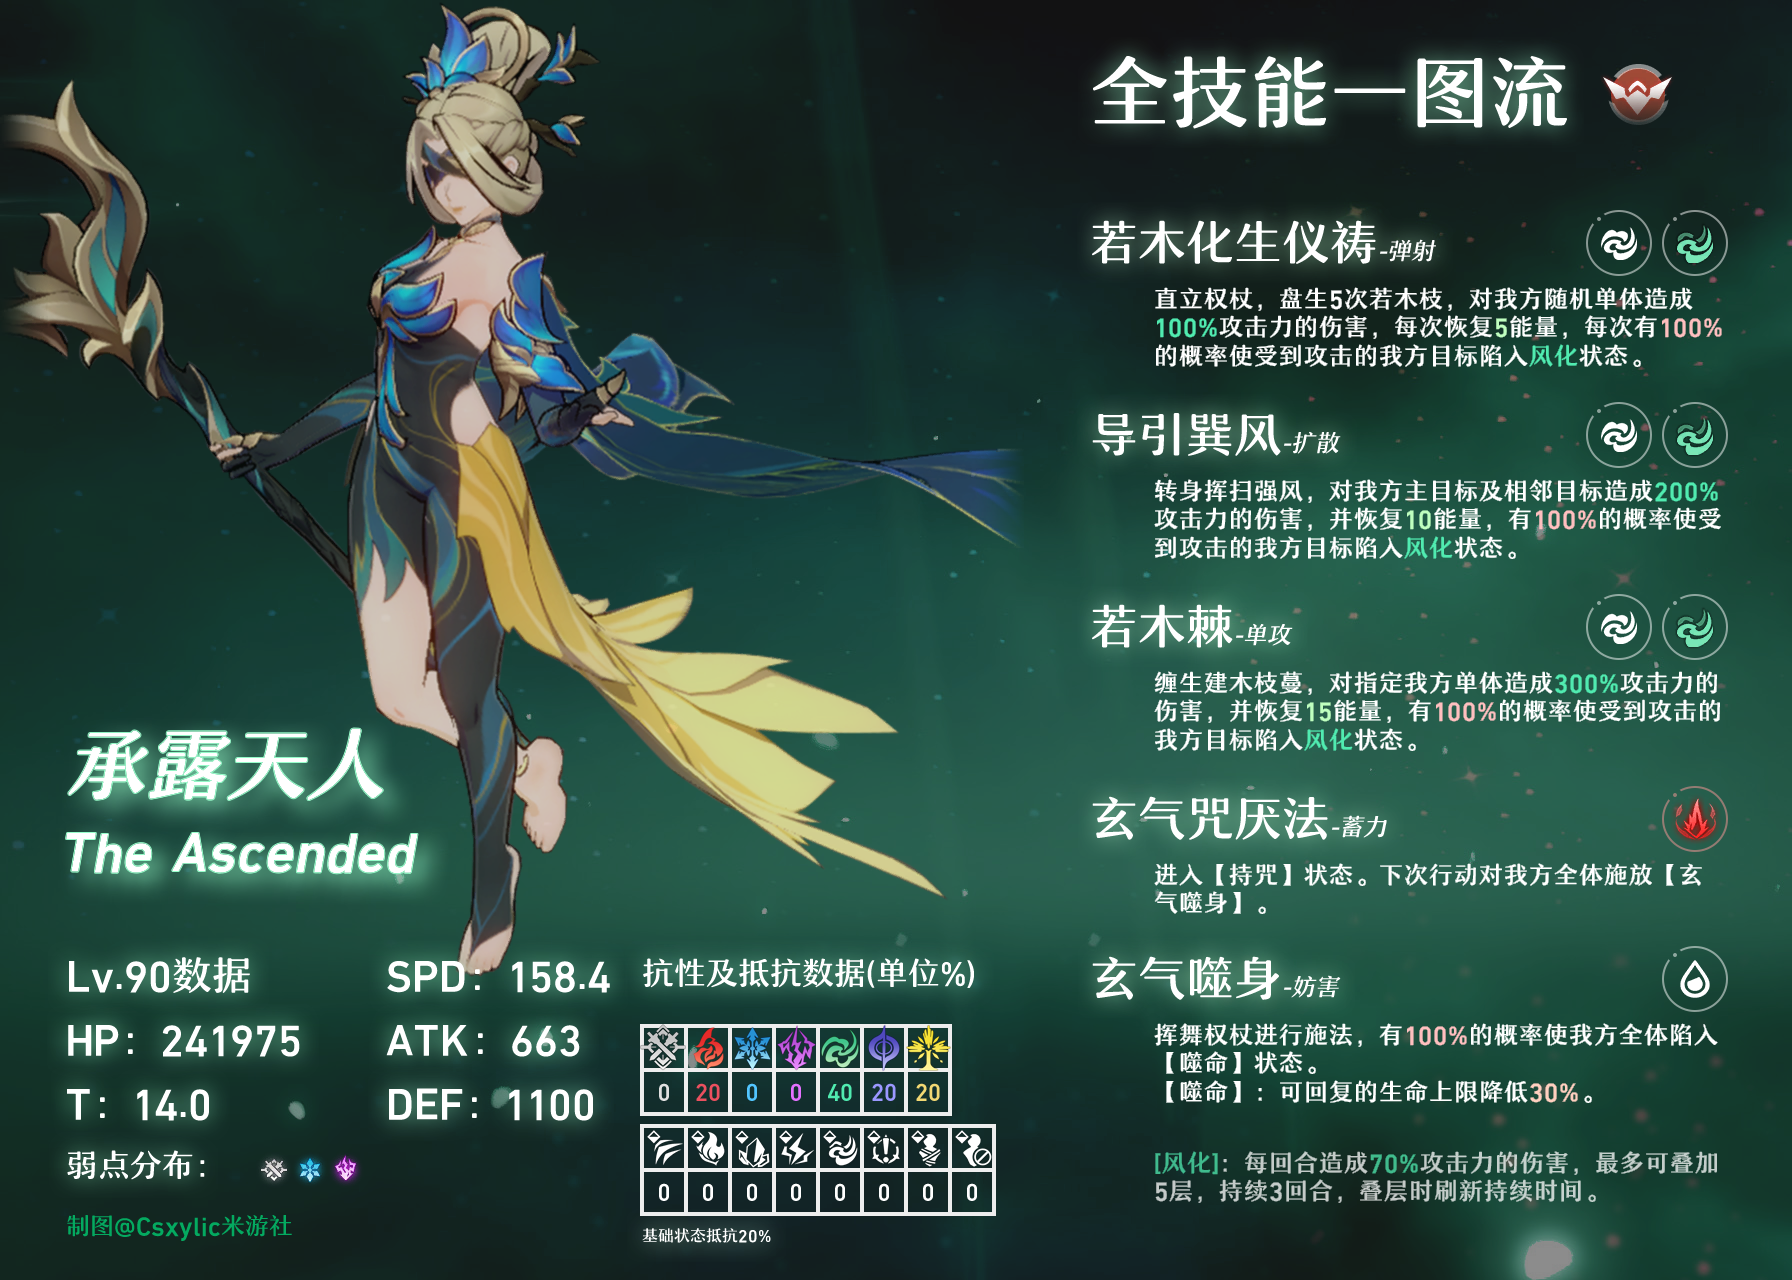 全技能一图流
若木化生仪祷-弹射
直立权杖，盘生5次若木枝，对我方随机单体造成
100%攻击力的伤害，每次恢复5能量，每次有100%
的概率使受到攻击的我方目标陷入风化状态。
导引巽风-扩散
转身挥扫强风，对我方主目标及相邻目标造成200%
攻击力的伤害，并恢复10能量，有100%的概率使受
到攻击的我方目标陷入风化状态。
若木棘-单攻
缠生建木枝蔓，对指定我方单体造成300%攻击力的
伤害，并恢复15能量，有100%的概率使受到攻击的
我方目标陷入风化状态。
玄气咒厌法-蓄力
进入【持咒】状态。下次行动对我方全体施放【玄
气噬身】。
玄气噬身-妨害
挥舞权杖进行施法，有100%的概率使我方全体陷入
【噬命】状态。
【噬命】：可回复的生命上限降低30%。
[风化]：每回合造成70%攻击力的伤害，最多可叠加
5层，持续3回合，叠层时刷新持续时间。
承露天人
The Ascended
Lv.90数据
SPD：158.4
HP：241975
ATK：663
T：14.0
DEF：1100
弱点分布：
制图@Csxylic米游社
抗性及抵抗数据(单位%)
0 20 0 0 40 20 20
0 0 0 0 0 0 0 0
基础状态抵抗20%